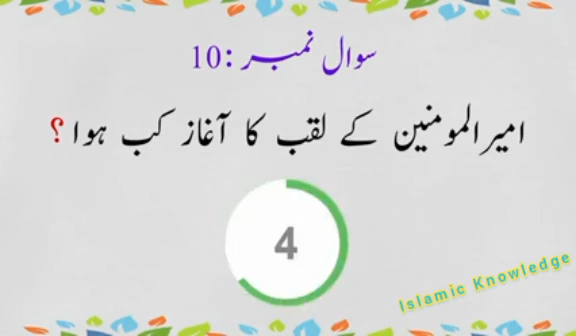 سوال نمبر :10
امیرالمومنین کے لقب کا آغاز کب ہوا ؟
4
Islamic Knowledge